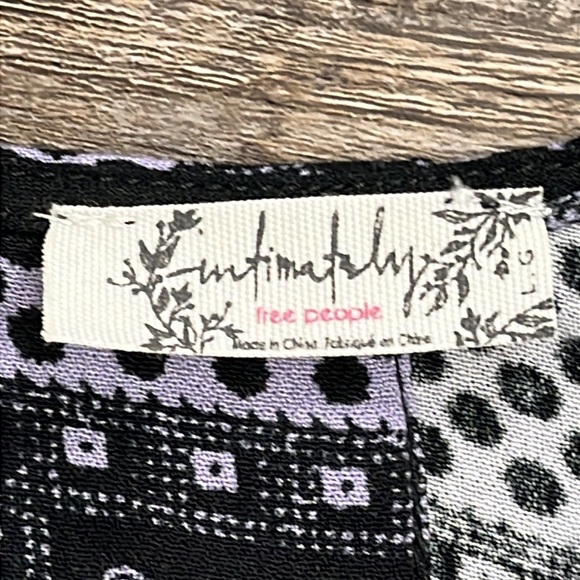 intimately
free people
Made in China Fabriqué en Chine
L·G